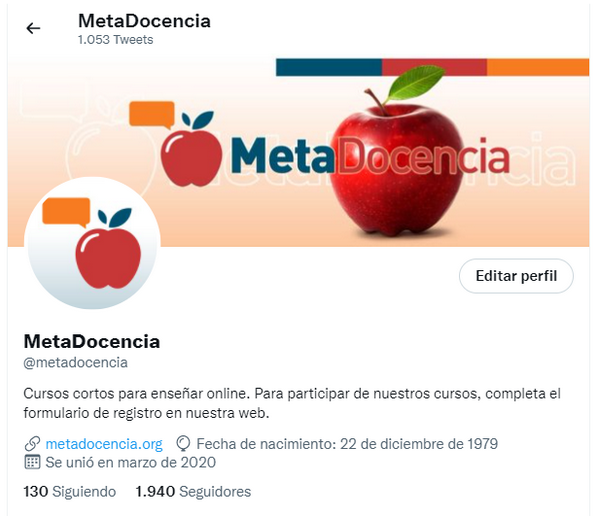 MetaDocencia
1.053 Tweets
MetaDocencia
Editar perfil
MetaDocencia
@metadocencia
Cursos cortos para enseñar online. Para participar de nuestros cursos, completa el
formulario de registro en nuestra web.
metadocencia.org Fecha de nacimiento: 22 de diciembre de 1979
Se unió en marzo de 2020
130 Siguiendo 1.940 Seguidores